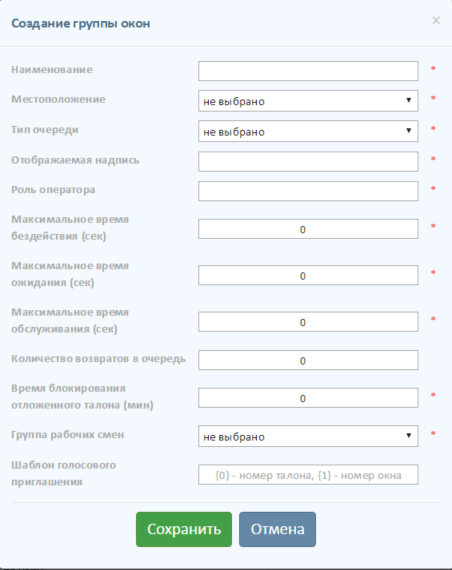 Создание группы окон ×
Наименование *
Местоположение не выбрано ▼ *
Тип очереди не выбрано ▼ *
Отображаемая надпись *
Роль оператора *
Максимальное время
бездействия (сек) 0 *
Максимальное время
ожидания (сек) 0 *
Максимальное время
обслуживания (сек) 0 *
Количество возвратов в очередь 0
Время блокирования
отложенного талона (мин) 0 *
Группа рабочих смен не выбрано ▼ *
Шаблон голосового
приглашения {0} - номер талона, {1} - номер окна
Сохранить Отмена